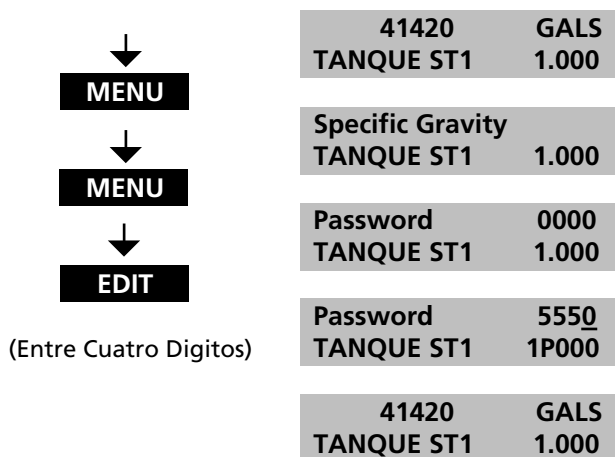 41420 GALS
TANQUE ST1 1.000
MENU
Specific Gravity
TANQUE ST1 1.000
MENU
Password 0000
TANQUE ST1 1.000
EDIT
Password 5550
TANQUE ST1 1P000
(Entre Cuatro Digitos)
41420 GALS
TANQUE ST1 1.000